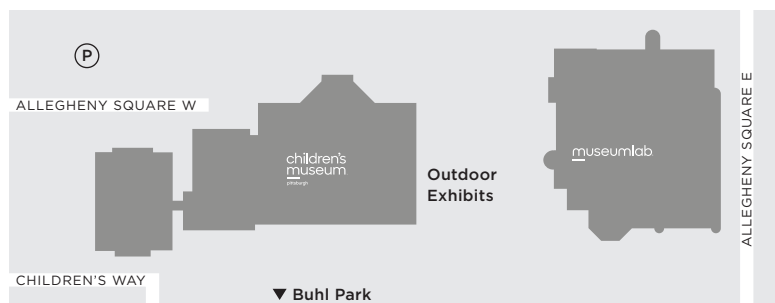 P
ALLEGHENY SQUARE W
children's
museum
pittsburgh
Outdoor
Exhibits
museumlab
ALLEGHENY SQUARE E
CHILDREN'S WAY
▼ Buhl Park